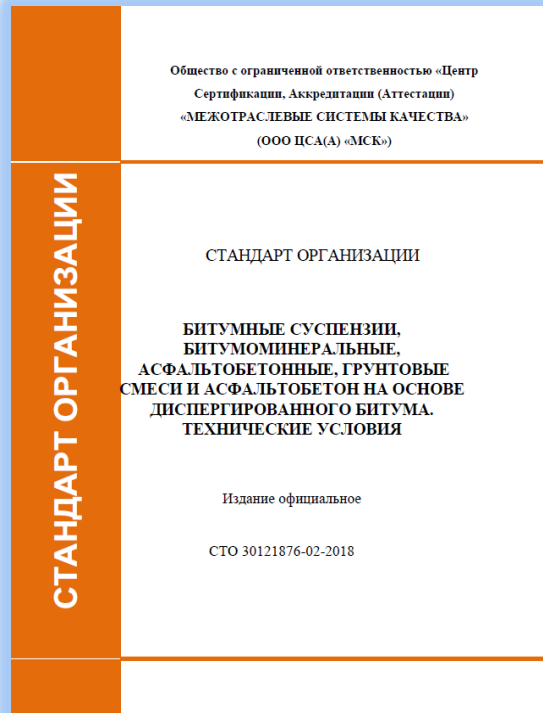 Общество с ограниченной ответственностью «Центр
Сертификации, Аккредитации (Аттестации)
«МЕЖОТРАСЛЕВЫЕ СИСТЕМЫ КАЧЕСТВА»
(ООО ЦСА(А) «МСК»)
СТАНДАРТ ОРГАНИЗАЦИИ
СТАНДАРТ ОРГАНИЗАЦИИ
БИТУМНЫЕ СУСПЕНЗИИ,
БИТУМОМИНЕРАЛЬНЫЕ,
АСФАЛЬТОБЕТОННЫЕ, ГРУНТОВЫЕ
СМЕСИ И АСФАЛЬТОБЕТОН НА ОСНОВЕ
ДИСПЕРГИРОВАННОГО БИТУМА.
ТЕХНИЧЕСКИЕ УСЛОВИЯ
Издание официальное
СТО 30121876-02-2018